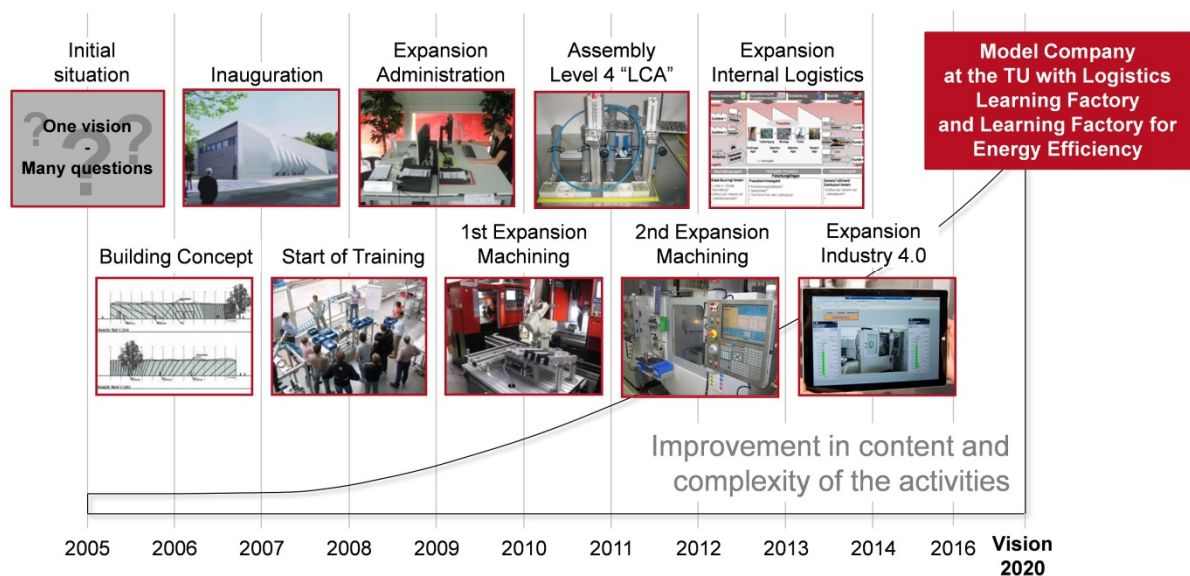 Initial
situation
One vision
-
Many questions
? ? ?
Inauguration
Expansion
Administration
Assembly
Level 4 “LCA”
Expansion
Internal Logistics
Model Company
at the TU with Logistics
Learning Factory
and Learning Factory for
Energy Efficiency
Building Concept
Start of Training
1st Expansion
Machining
2nd Expansion
Machining
Expansion
Industry 4.0
Improvement in content and
complexity of the activities
2005 2006 2007 2008 2009 2010 2011 2012 2013 2014 2016 Vision
2020